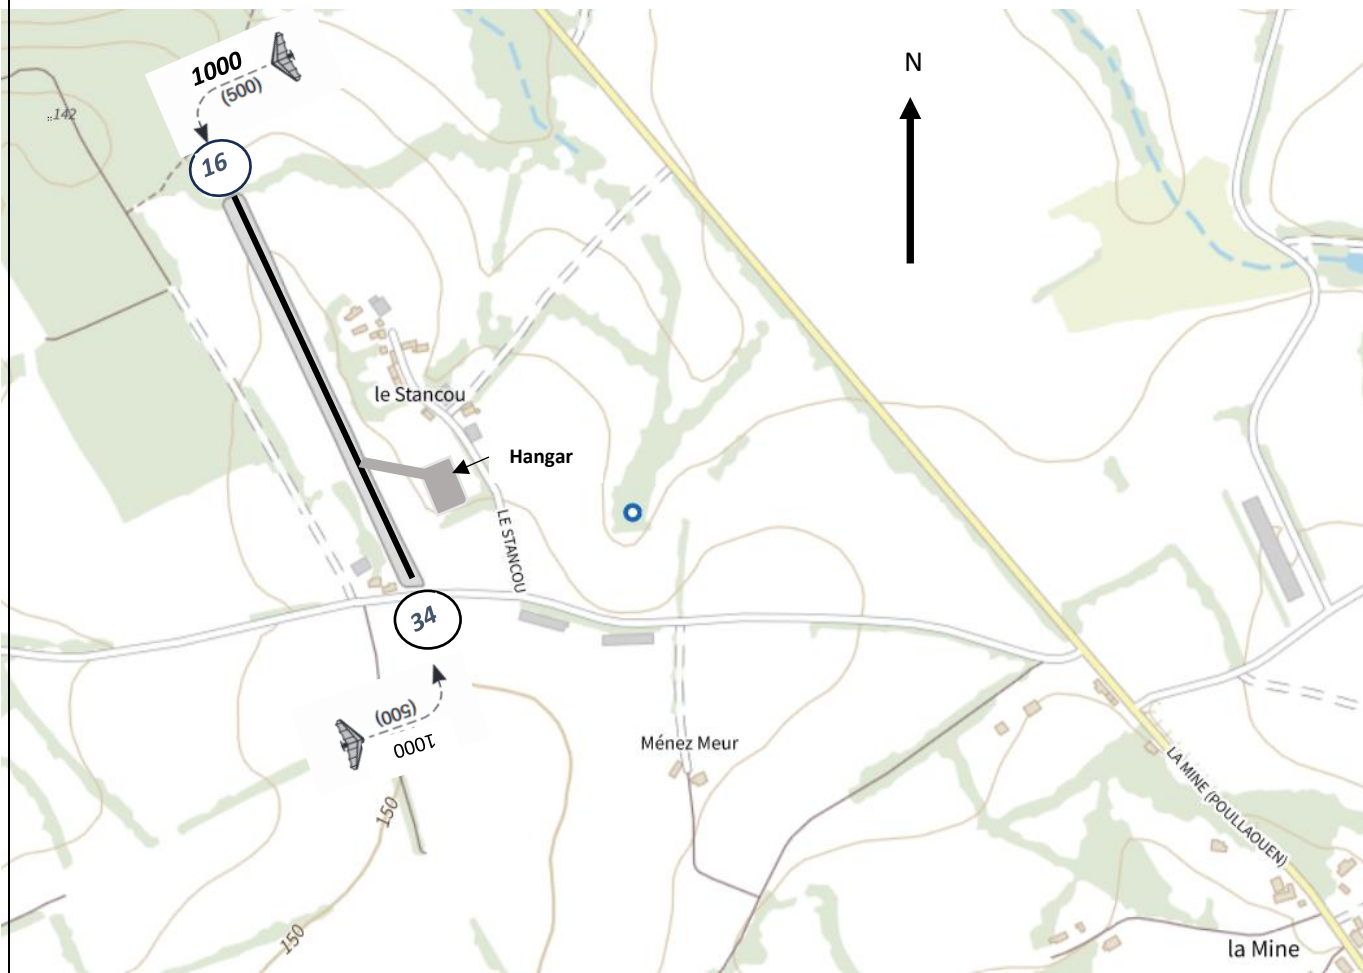 1000
(500)
N
142
16
le Stancou
Hangar
LE STANCOU
34
(500)
1000
Ménez Meur
LA MINE (POULLAOUEN)
150
150
la Mine